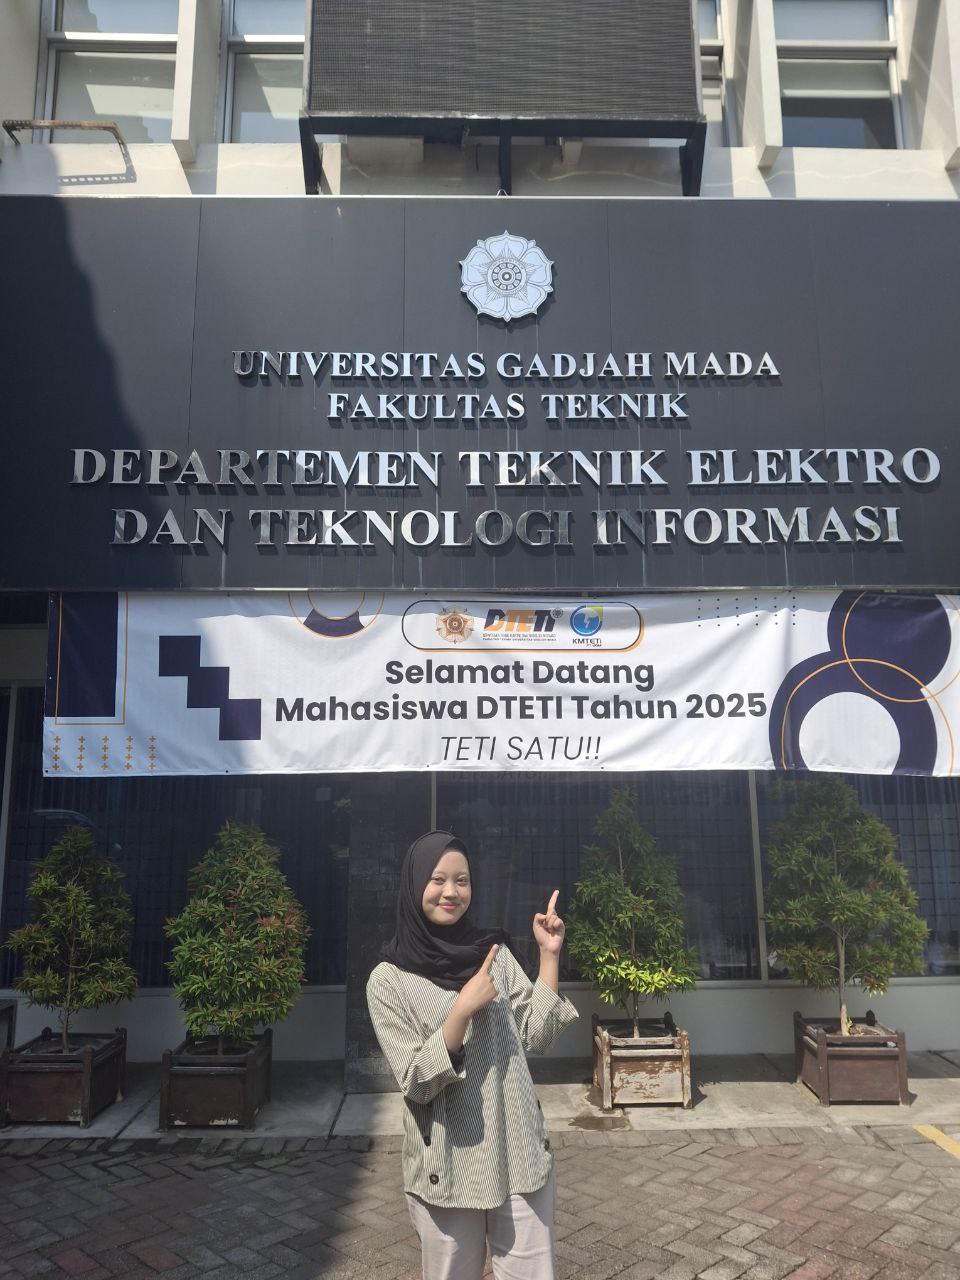 UNIVERSITAS GADJAH MADA
FAKULTAS TEKNIK
DEPARTEMEN TEKNIK ELEKTRO
DAN TEKNOLOGI INFORMASI
DTETI
KMTETI
Selamat Datang
Mahasiswa DTETI Tahun 2025
TETI SATU!!